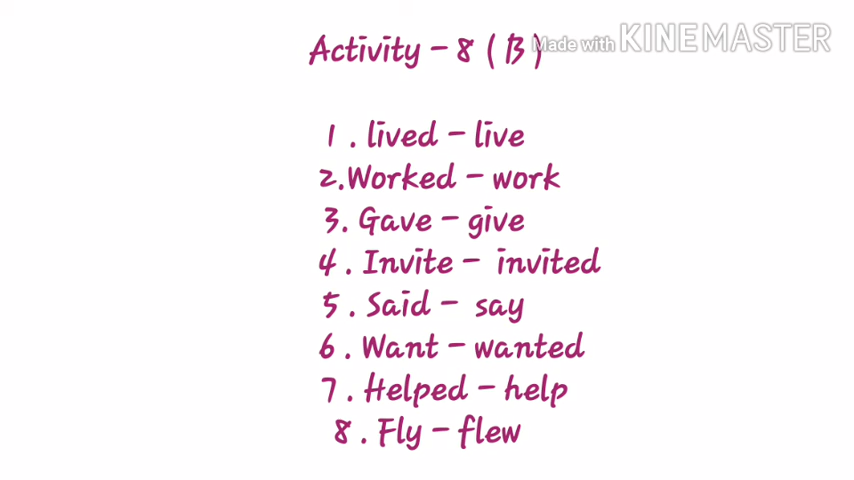 Activity - 8 ( B )
Made with KINEMASTER
1 . lived - live
2.Worked - work
3. Gave - give
4 . Invite - invited
5 . Said - say
6 . Want - wanted
7 . Helped - help
8 . Fly - flew